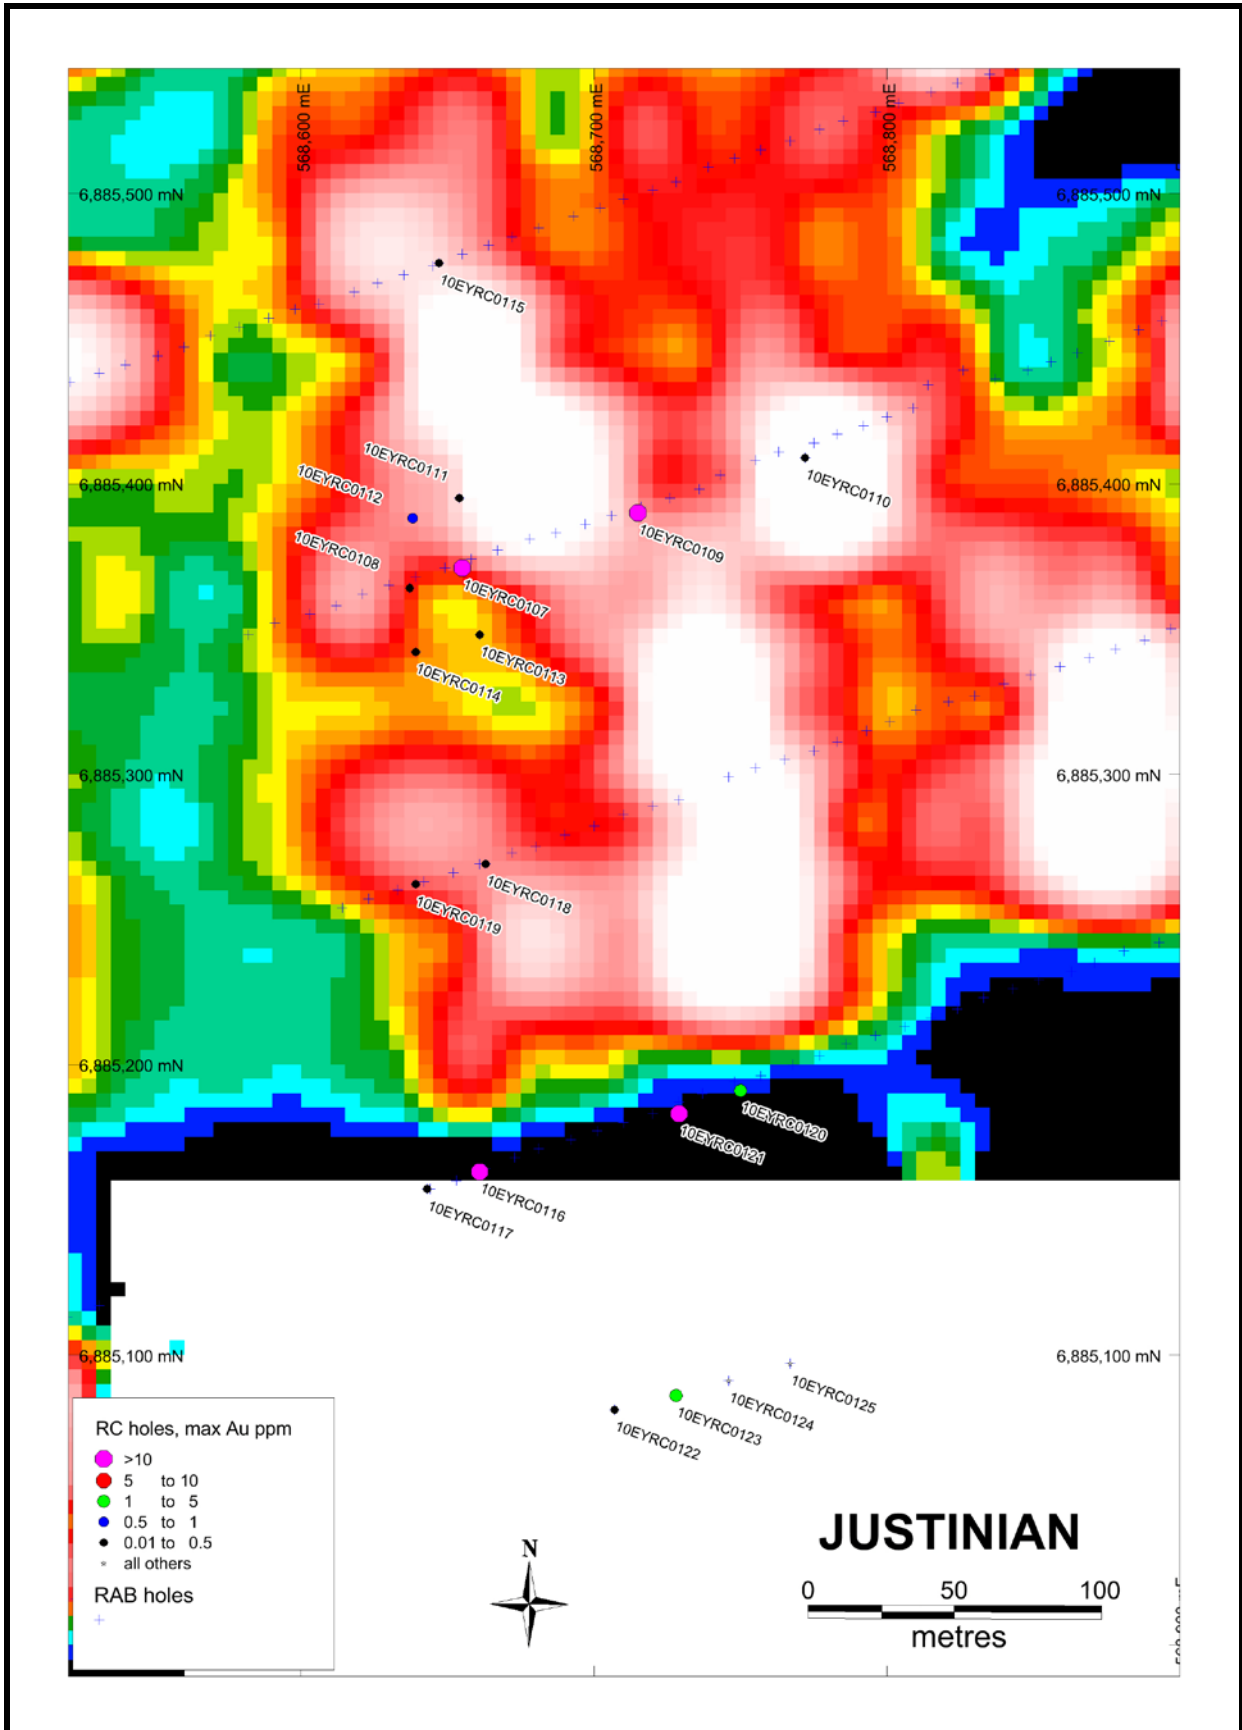 568,600 mE
568,700 mE
568,800 mE
6,885,500 mN
6,885,500 mN
10EYRC0115
10EYRC0111
10EYRC0112
6,885,400 mN
10EYRC0110
6,885,400 mN
10EYRC0109
10EYRC0108
10EYRC0107
10EYRC0113
10EYRC0114
6,885,300 mN
6,885,300 mN
10EYRC0118
10EYRC0119
6,885,200 mN
10EYRC0120
10EYRC0121
10EYRC0116
10EYRC0117
6,885,100 mN
6,885,100 mN
10EYRC0125
10EYRC0124
10EYRC0123
10EYRC0122
RC holes, max Au ppm
>10
5 to 10
1 to 5
0.5 to 1
0.01 to 0.5
all others
RAB holes
N
JUSTINIAN
0 50 100
metres